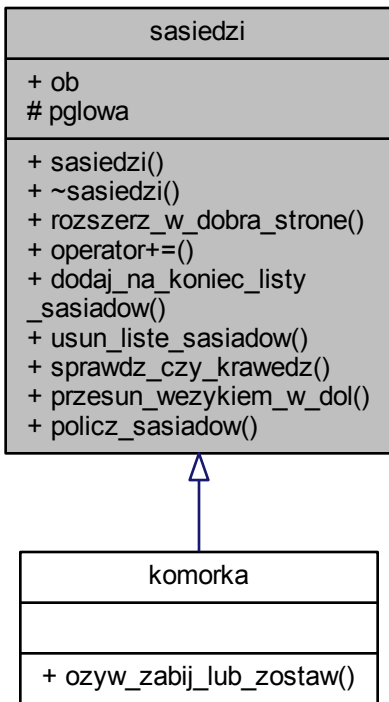 sasiedzi
+ ob
# pglowa
+ sasiedzi()
+ ~sasiedzi()
+ rozszerz_w_dobra_strone()
+ operator+=()
+ dodaj_na_koniec_listy
_sasiadow()
+ usun_liste_sasiadow()
+ sprawdz_czy_krawedz()
+ przesun_wezykiem_w_dol()
+ policz_sasiadow()
komorka
+ ozyw_zabij_lub_zostaw()